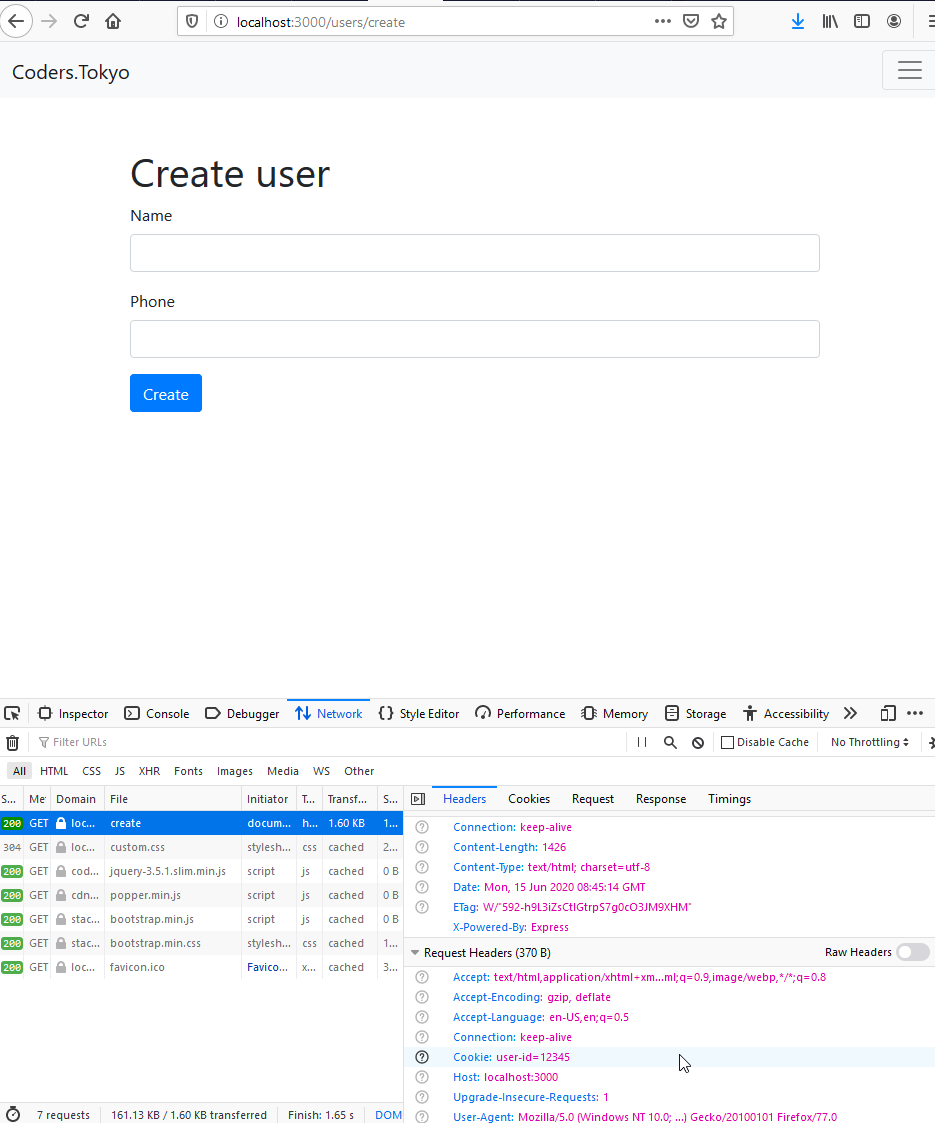 localhost:3000/users/create
Coders.Tokyo
Create user
Name
Phone
Create
Inspector Console Debugger Network Style Editor Performance Memory Storage Accessibility
Filter URLs Disable Cache No Throttling
All HTML CSS JS XHR Fonts Images Media WS Other
S... Me Domain File Initiator T... Transf... S...
200 GET loc... create docum... h... 1.60 KB 1...
304 GET loc... custom.css stylesh... css cached 2...
200 GET cod... jquery-3.5.1.slim.min.js script js cached 0 B
200 GET cdn... popper.min.js script js cached 0 B
200 GET stac... bootstrap.min.js script js cached 0 B
200 GET stac... bootstrap.min.css stylesh... css cached 1...
200 GET loc... favicon.ico Favico... x... cached 3...
7 requests 161.13 KB / 1.60 KB transferred Finish: 1.65 s DOM
Headers Cookies Request Response Timings
Connection: keep-alive
Content-Length: 1426
Content-Type: text/html; charset=utf-8
Date: Mon, 15 Jun 2020 08:45:14 GMT
ETag: W/"592-h9L3iZsCtIGtrpS7g0cO3JM9XHM"
X-Powered-By: Express
Request Headers (370 B) Raw Headers
Accept: text/html,application/xhtml+xm...ml;q=0.9,image/webp,*/*;q=0.8
Accept-Encoding: gzip, deflate
Accept-Language: en-US,en;q=0.5
Connection: keep-alive
Cookie: user-id=12345
Host: localhost:3000
Upgrade-Insecure-Requests: 1
User-Agent: Mozilla/5.0 (Windows NT 10.0; ...) Gecko/20100101 Firefox/77.0